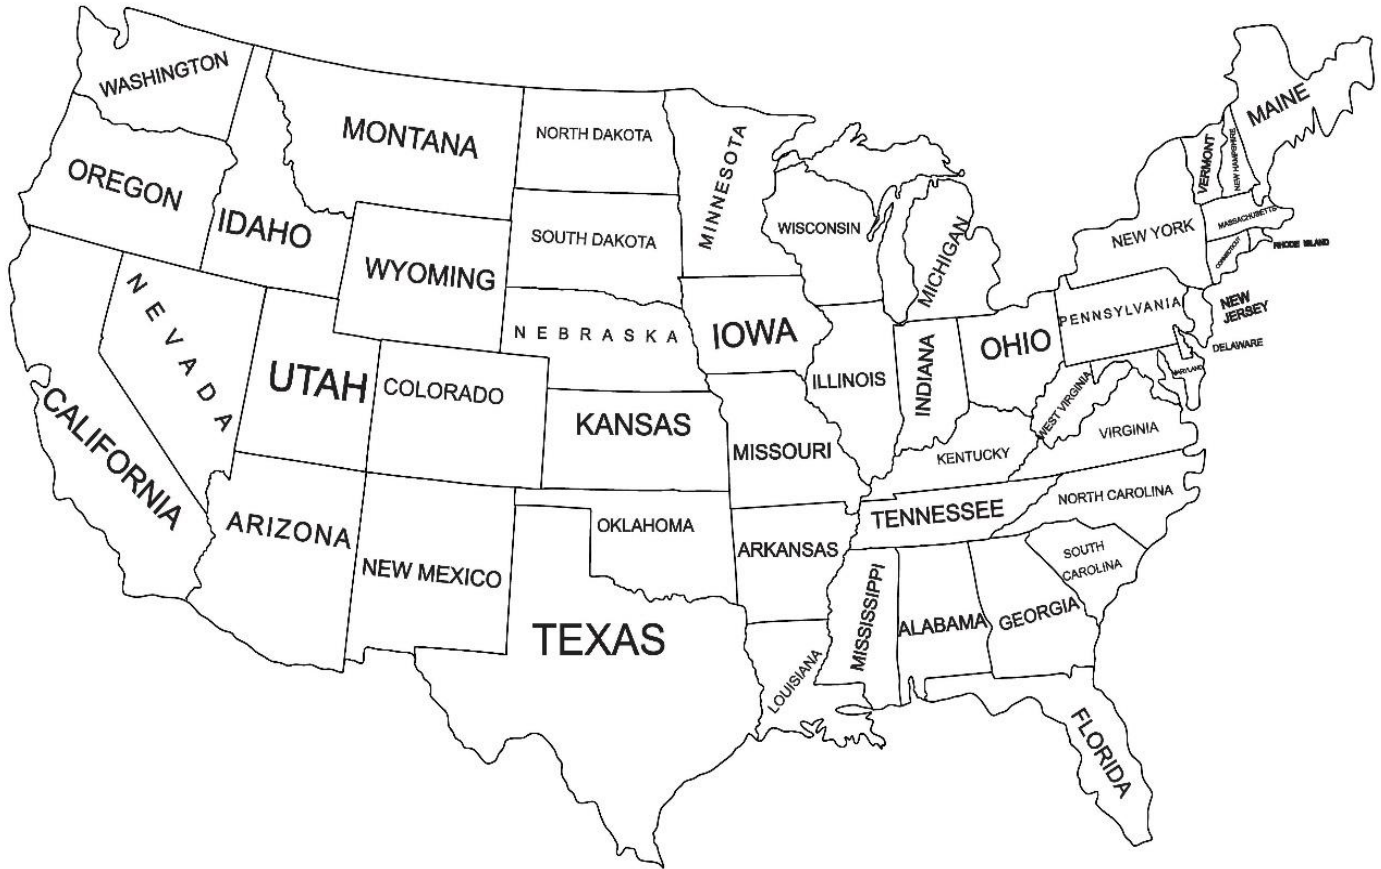 WASHINGTON
MONTANA
NORTH DAKOTA
MINNESOTA
MAINE
VERMONT
NEW HAMPSHIRE
OREGON
IDAHO
WYOMING
SOUTH DAKOTA
WISCONSIN
MICHIGAN
NEW YORK
MASSACHUSETTS
CONNECTICUT
RHODE ISLAND
NEVADA
UTAH
COLORADO
NEBRASKA
IOWA
ILLINOIS
INDIANA
OHIO
PENNSYLVANIA
NEW
JERSEY
DELAWARE
MARYLAND
WEST VIRGINIA
VIRGINIA
CALIFORNIA
KANSAS
MISSOURI
KENTUCKY
ARIZONA
NEW MEXICO
OKLAHOMA
ARKANSAS
TENNESSEE
NORTH CAROLINA
SOUTH
CAROLINA
TEXAS
LOUISIANA
MISSISSIPPI
ALABAMA
GEORGIA
FLORIDA